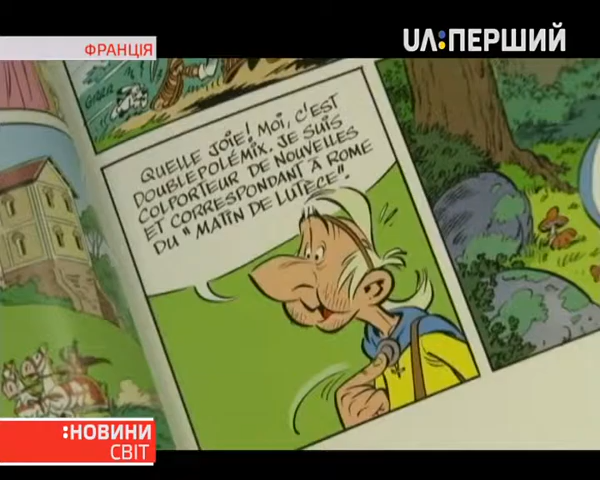 ФРАНЦІЯ
UA:ПЕРШИЙ
QUELLE JOIE! MOI, C'EST
DOUBLEPOLÉMIX. JE SUIS
COLPORTEUR DE NOUVELLES
ET CORRESPONDANT À ROME
DU "MATIN DE LUTÈCE".
:НОВИНИ
СВІТ